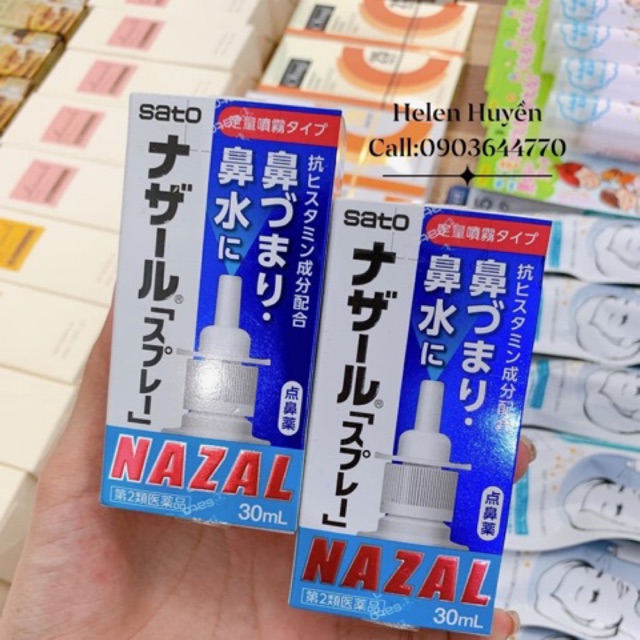 Helen Huyền
Call:0903644770
sato
定量噴霧タイプ
抗ヒスタミン成分配合
鼻づまり・
鼻水に
ナザール®「スプレー」
点鼻薬
NAZAL
第2類医薬品
30mL
sato
定量噴霧タイプ
抗ヒスタミン成分配合
鼻づまり・
鼻水に
ナザール®「スプレー」
点鼻薬
NAZAL
第2類医薬品
30mL